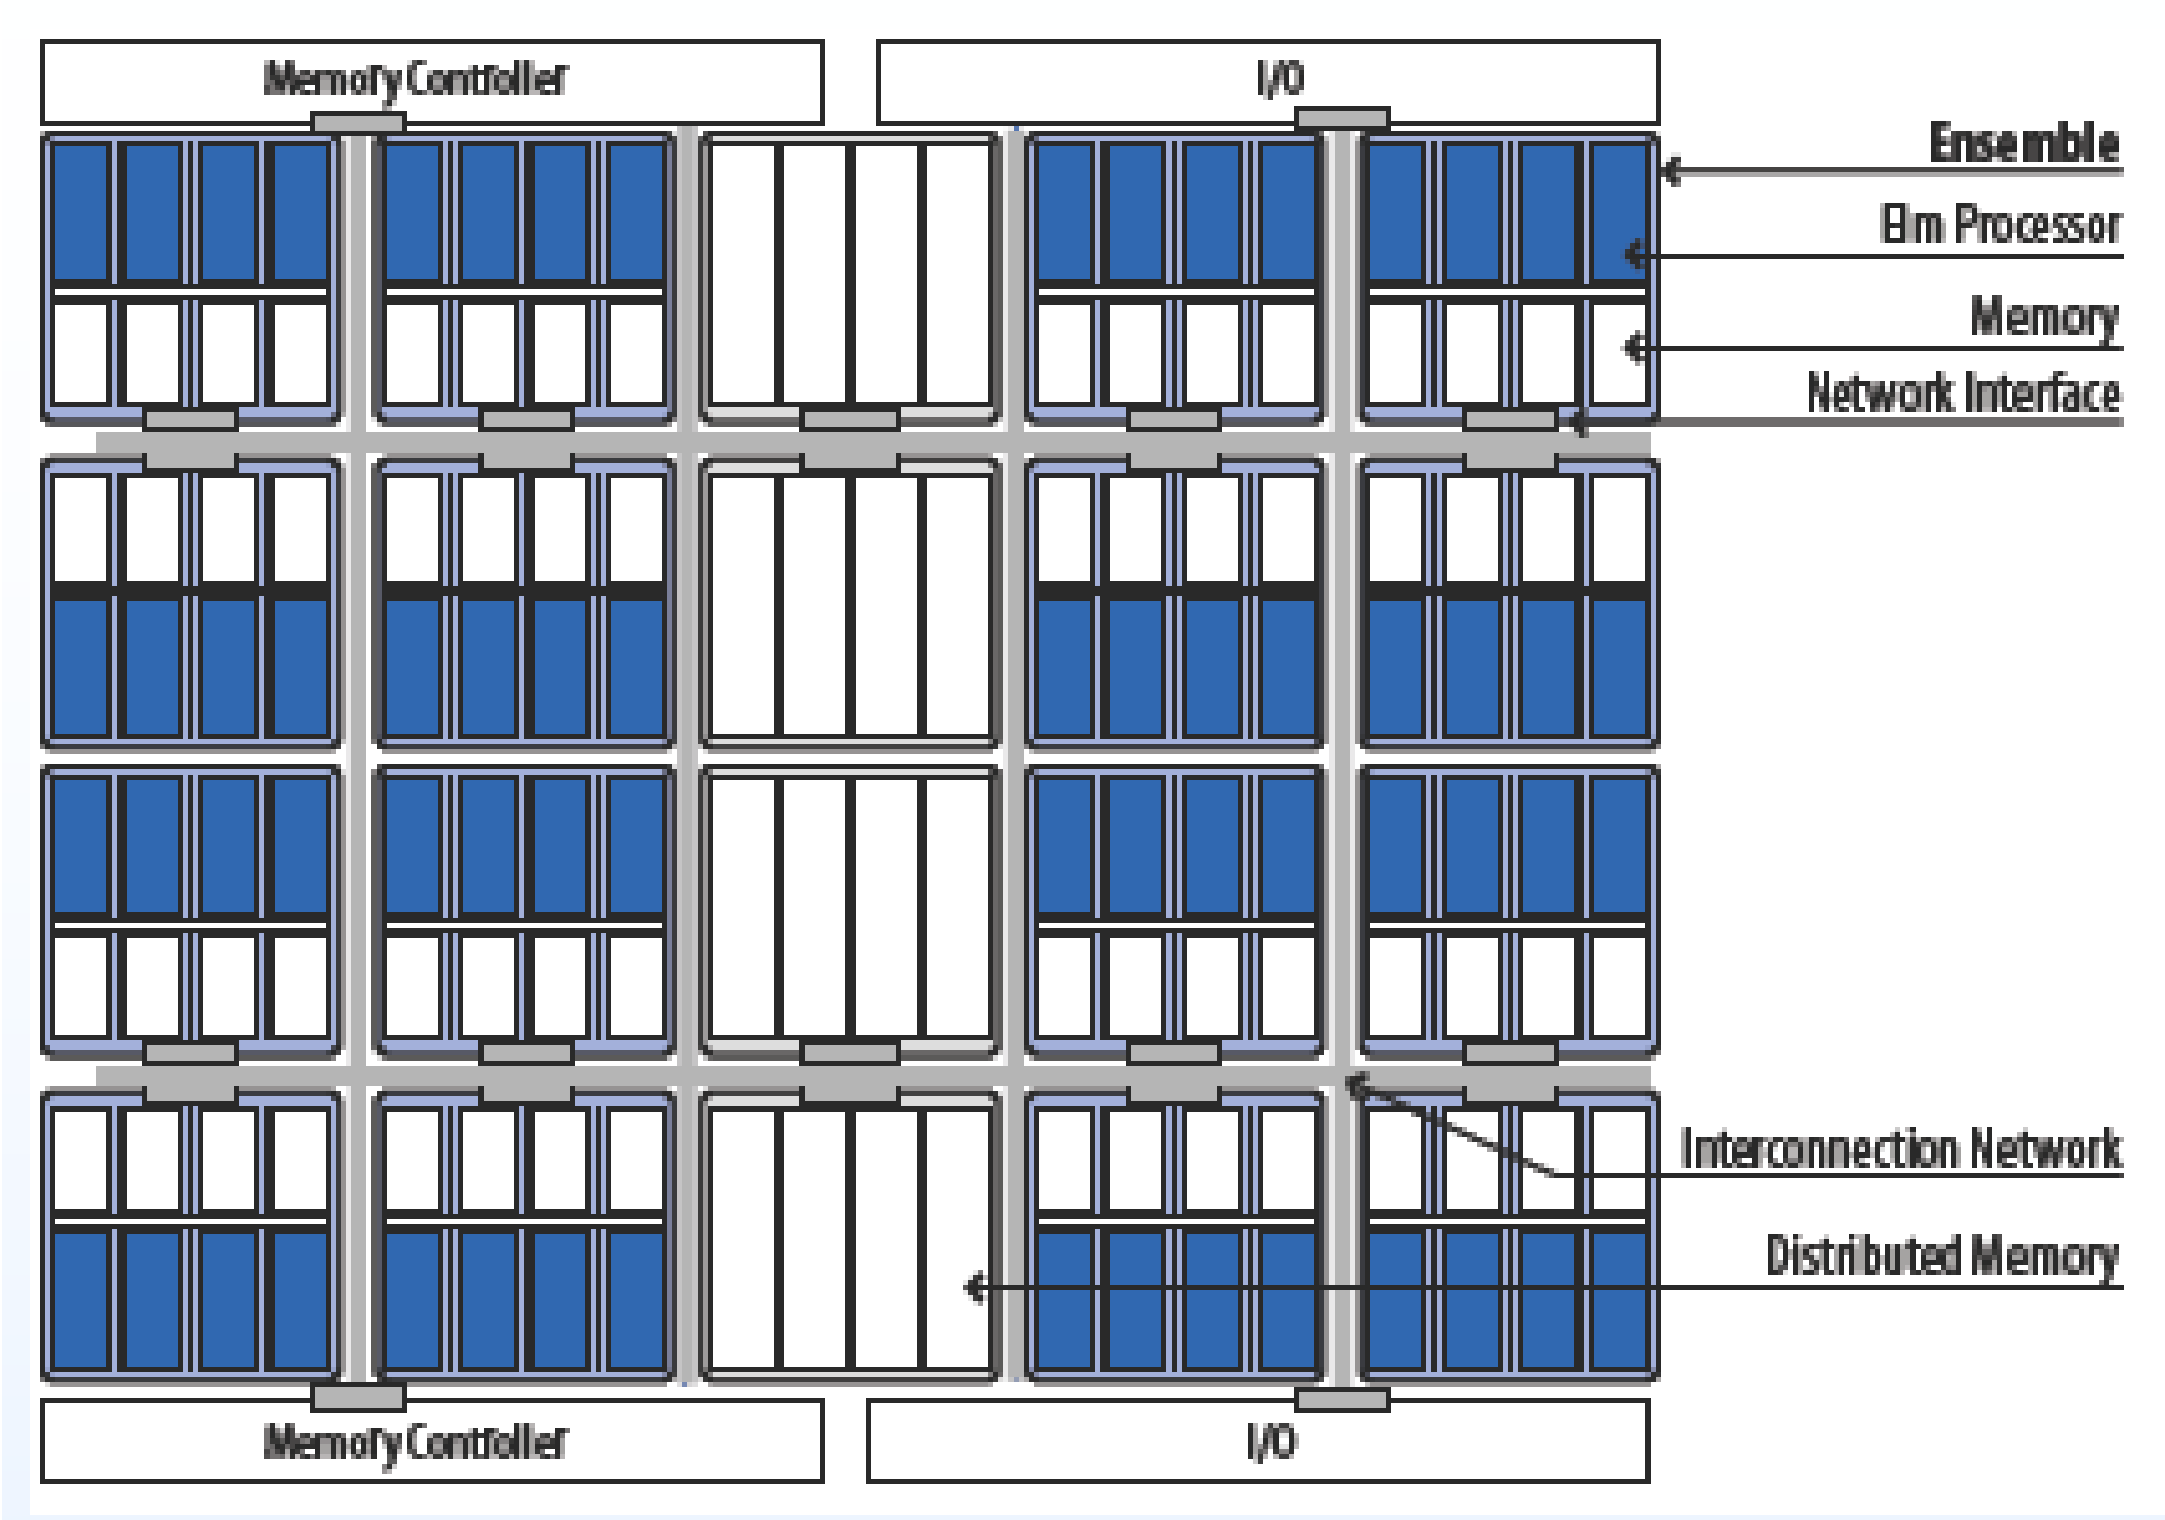 Memory Controller
I/O
Ensemble
Elm Processor
Memory
Network Interface
Interconnection Network
Distributed Memory
Memory Controller
I/O